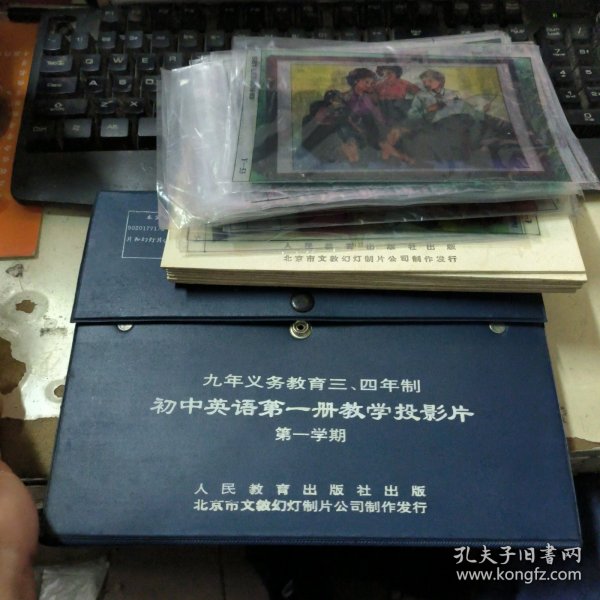 人民教育出版社出版
北京市文教幻灯制片公司制作发行
九年义务教育三、四年制
初中英语第一册教学投影片
第一学期
人民教育出版社出版
北京市文教幻灯制片公司制作发行
孔夫子旧书网
www.kongfz.com